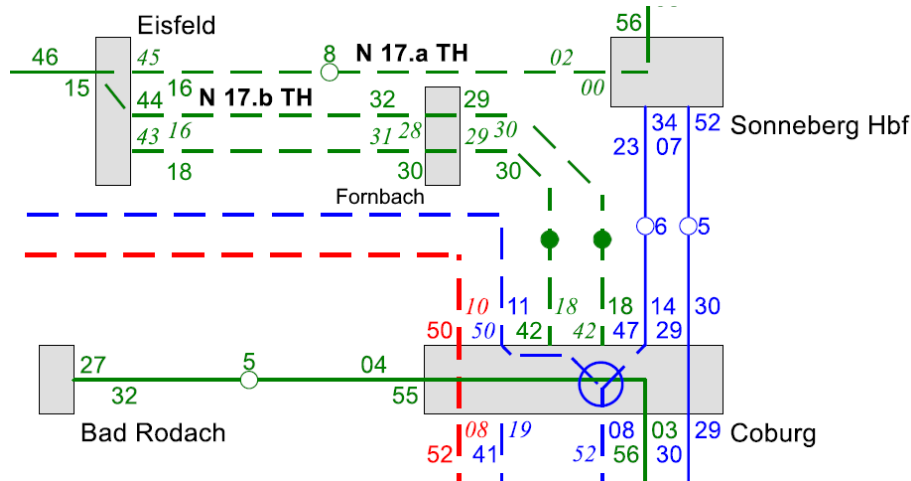 56
Eisfeld
46 45 8 N 17.a TH 02
15 16 00
44 N 17.b TH 32 29 34 52
43 16 31 28 29 30 23 07 Sonneberg Hbf
18 30 30
Fornbach
6 5
10 11 18 18 14 30
50 50 42 42 47 29
27 5 04
32 55
Bad Rodach 08 19 08 03 29 Coburg
52 41 52 56 30